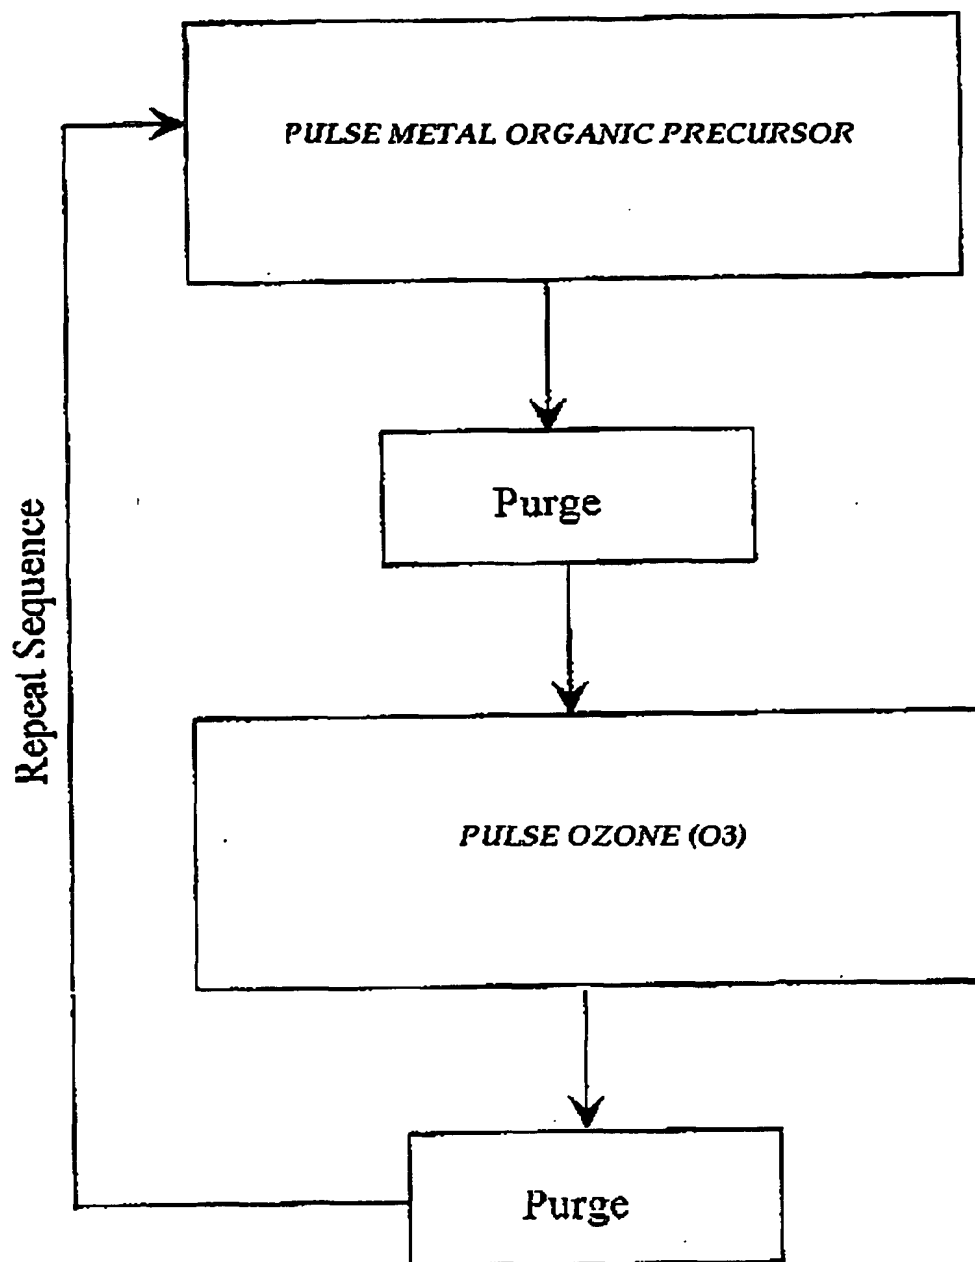 PULSE METAL ORGANIC PRECURSOR
Purge
Repeat Sequence
PULSE OZONE (O3)
Purge